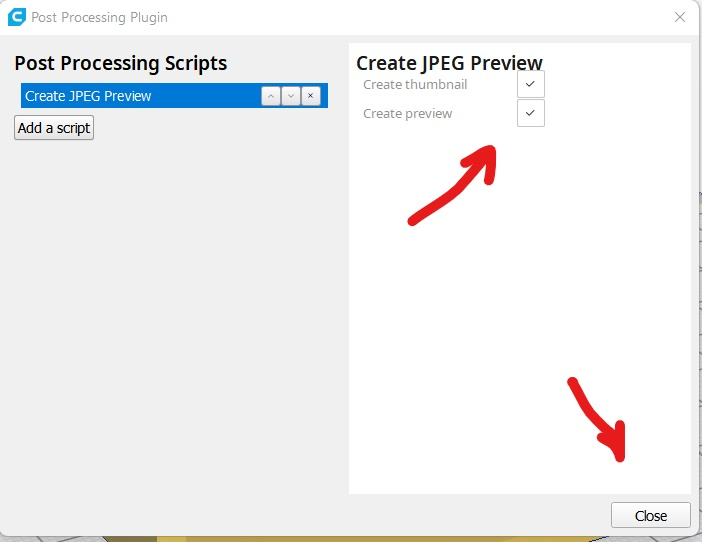 Post Processing Plugin
Post Processing Scripts
Create JPEG Preview
Add a script
Create JPEG Preview
Create thumbnail
Create preview
Close